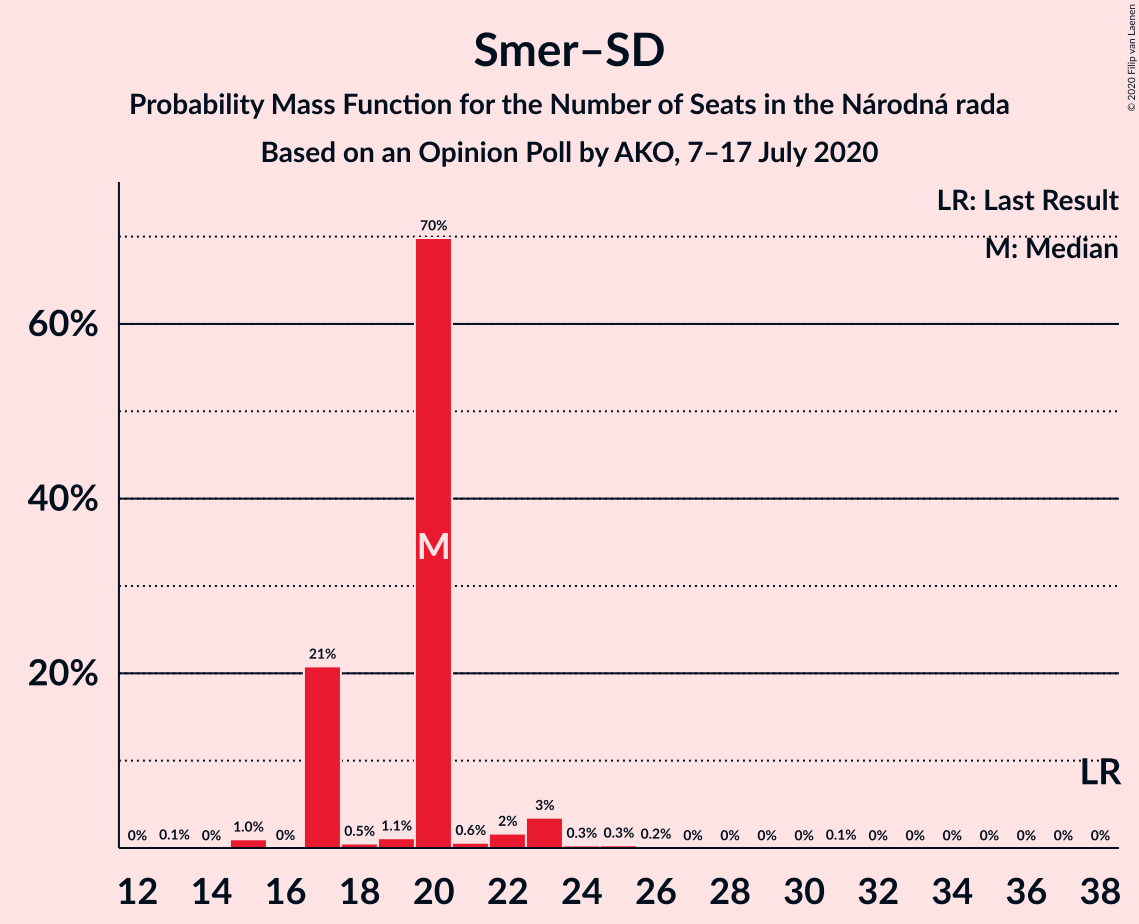 Smer–SD
Probability Mass Function for the Number of Seats in the Národná rada
Based on an Opinion Poll by AKO, 7–17 July 2020
© 2020 Filip van Laenen
LR: Last Result
M: Median
60%
40%
20%
0% 0.1% 0% 1.0% 0% 21% 0.5% 1.1% 70% 0.6% 2% 3% 0.3% 0.3% 0.2% 0% 0% 0% 0% 0.1% 0% 0% 0% 0% 0% 0% 0%
M
LR
12 14 16 18 20 22 24 26 28 30 32 34 36 38